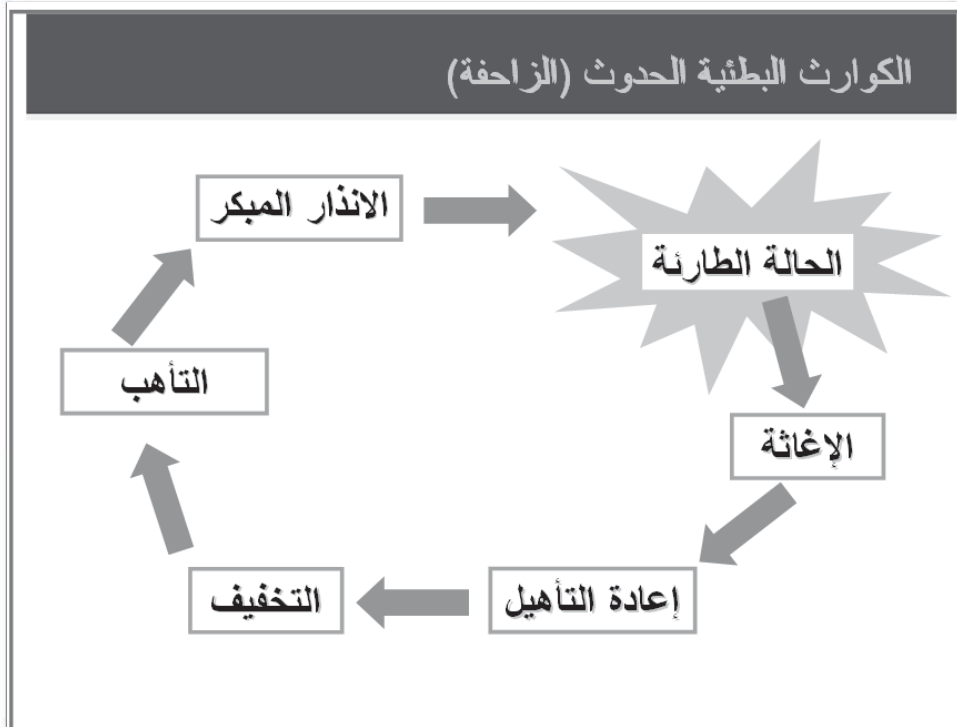 الكوارث البطئية الحدوث (الزاحفة)
الانذار المبكر
الحالة الطارئة
التأهب
الإغاثة
إعادة التأهيل
التخفيف